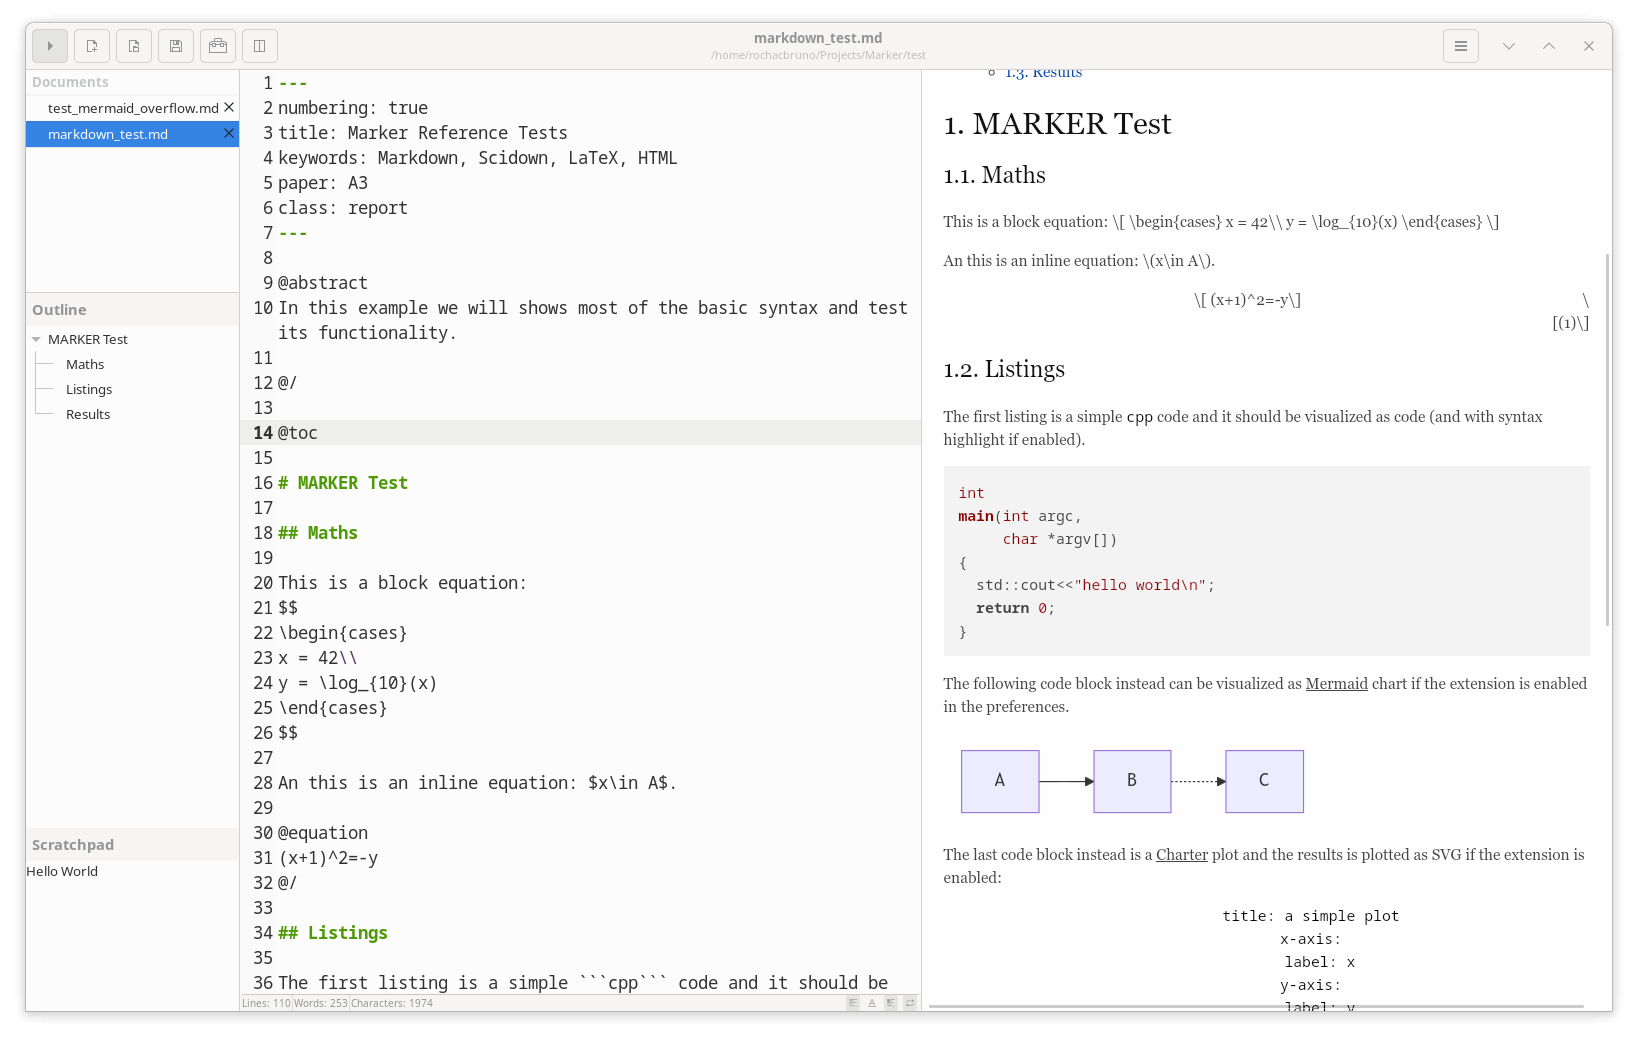 markdown_test.md
/home/rochacbruno/Projects/Marker/test
Documents
test_mermaid_overflow.md
markdown_test.md
Outline
MARKER Test
Maths
Listings
Results
Scratchpad
Hello World
1 ---
2 numbering: true
3 title: Marker Reference Tests
4 keywords: Markdown, Scidown, LaTeX, HTML
5 paper: A3
6 class: report
7 ---
8
9 @abstract
10 In this example we will shows most of the basic syntax and test
its functionality.
11
12 @/
13
14 @toc
15
16 # MARKER Test
17
18 ## Maths
19
20 This is a block equation:
21 $$
22 \begin{cases}
23 x = 42\\
24 y = \log_{10}(x)
25 \end{cases}
26 $$
27
28 An this is an inline equation: $x\in A$.
29
30 @equation
31 (x+1)^2=-y
32 @/
33
34 ## Listings
35
36 The first listing is a simple ```cpp``` code and it should be
Lines: 110 Words: 253 Characters: 1974
1.3. Results
1. MARKER Test
1.1. Maths
This is a block equation: \[ \begin{cases} x = 42\\ y = \log_{10}(x) \end{cases} \]
An this is an inline equation: \(x\in A\).
\[ (x+1)^2=-y\] \
[(1)\]
1.2. Listings
The first listing is a simple cpp code and it should be visualized as code (and with syntax
highlight if enabled).
int
main(int argc,
char *argv[])
{
std::cout<<"hello world\n";
return 0;
}
The following code block instead can be visualized as Mermaid chart if the extension is enabled
in the preferences.
A B C
The last code block instead is a Charter plot and the results is plotted as SVG if the extension is
enabled:
title: a simple plot
x-axis:
label: x
y-axis:
label: y